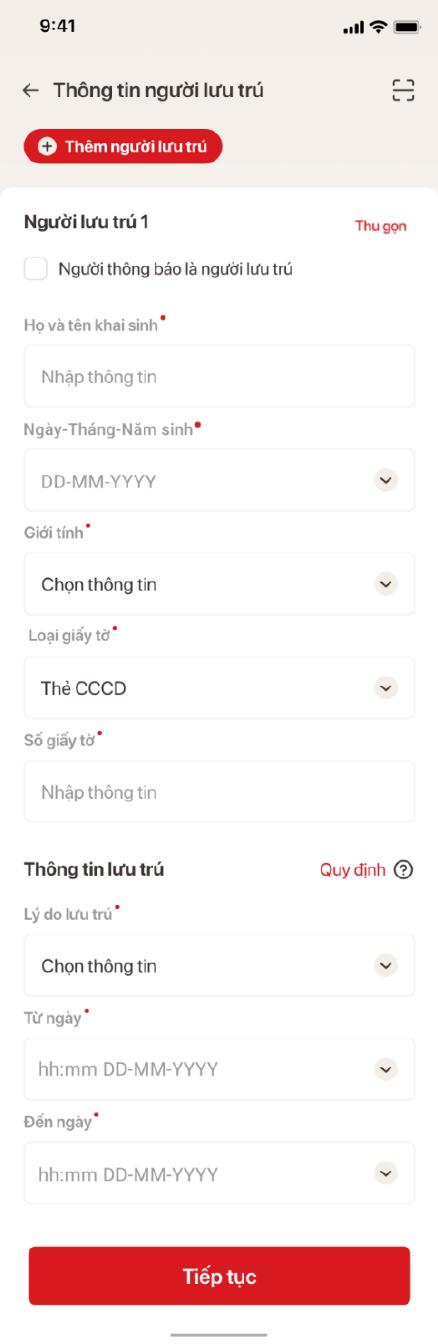 9:41
Thông tin người lưu trú
Thêm người lưu trú
Người lưu trú 1
Thu gọn
Người thông báo là người lưu trú
Họ và tên khai sinh
Nhập thông tin
Ngày-Tháng-Năm sinh
DD-MM-YYYY
Giới tính
Chọn thông tin
Loại giấy tờ
Thẻ CCCD
Số giấy tờ
Nhập thông tin
Thông tin lưu trú
Quy định
Lý do lưu trú
Chọn thông tin
Từ ngày
hh:mm DD-MM-YYYY
Đến ngày
hh:mm DD-MM-YYYY
Tiếp tục